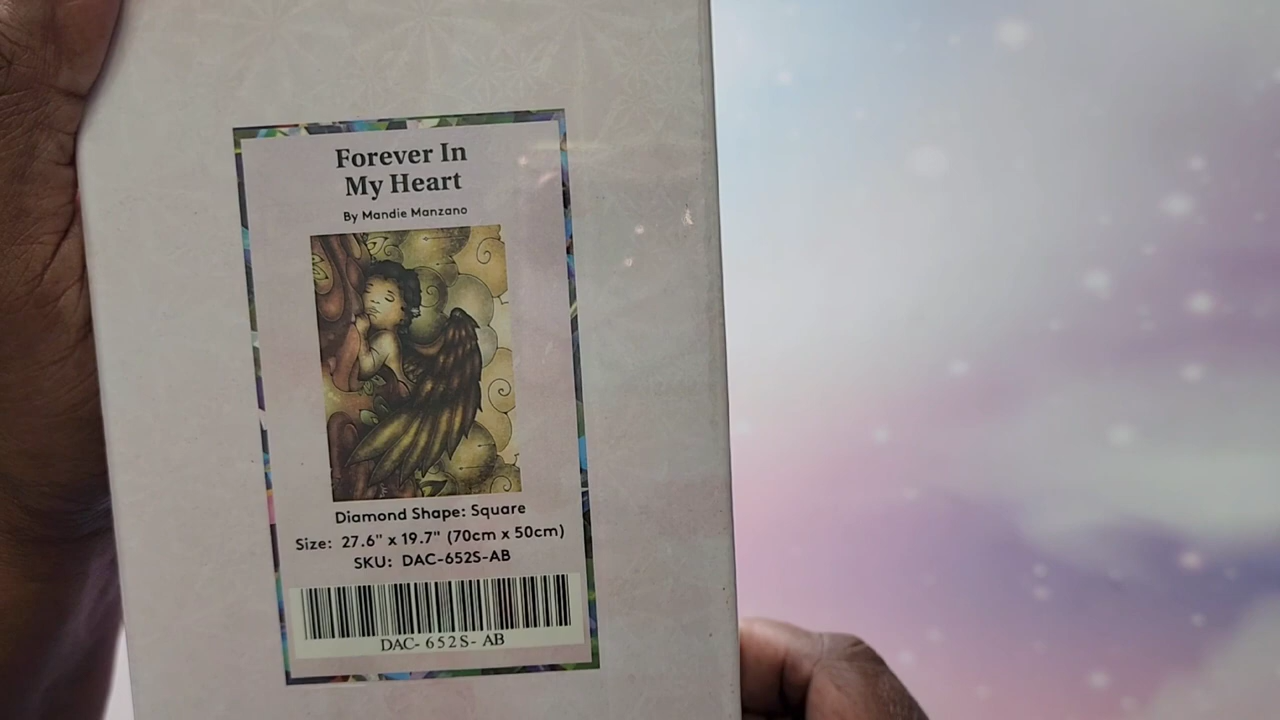 Forever In
My Heart
By Mandie Manzano
Diamond Shape: Square
Size: 27.6" x 19.7" (70cm x 50cm)
SKU: DAC-652S-AB
DAC- 652S- AB